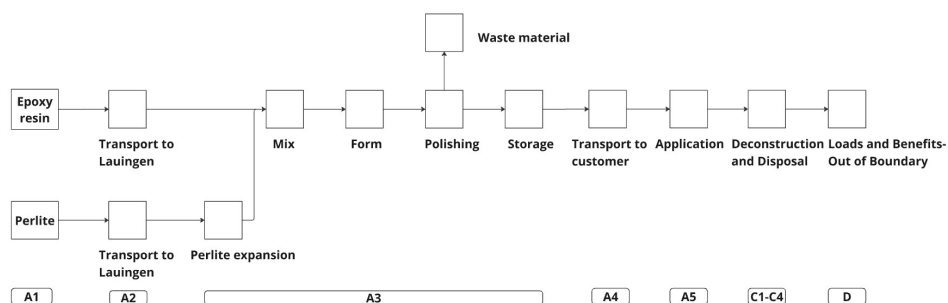 Waste material
Epoxy
resin
Transport to
Lauingen
Mix
Form
Polishing
Storage
Transport to
customer
Application
Deconstruction
and Disposal
Loads and Benefits-
Out of Boundary
Perlite
Transport to
Lauingen
Perlite expansion
A1
A2
A3
A4
A5
C1-C4
D